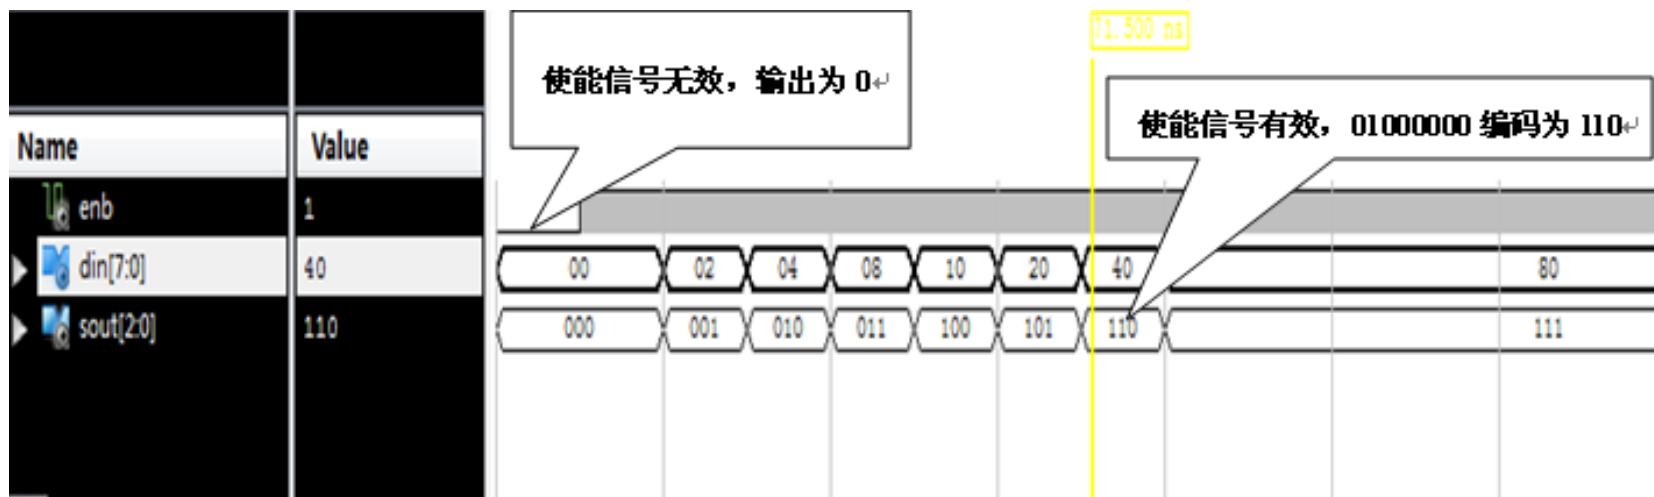 71.500 ns
使能信号无效，输出为 0↵
使能信号有效，01000000 编码为 110↵
Name Value
enb 1
din[7:0] 40 00 02 04 08 10 20 40 80
sout[2:0] 110 000 001 010 011 100 101 110 111